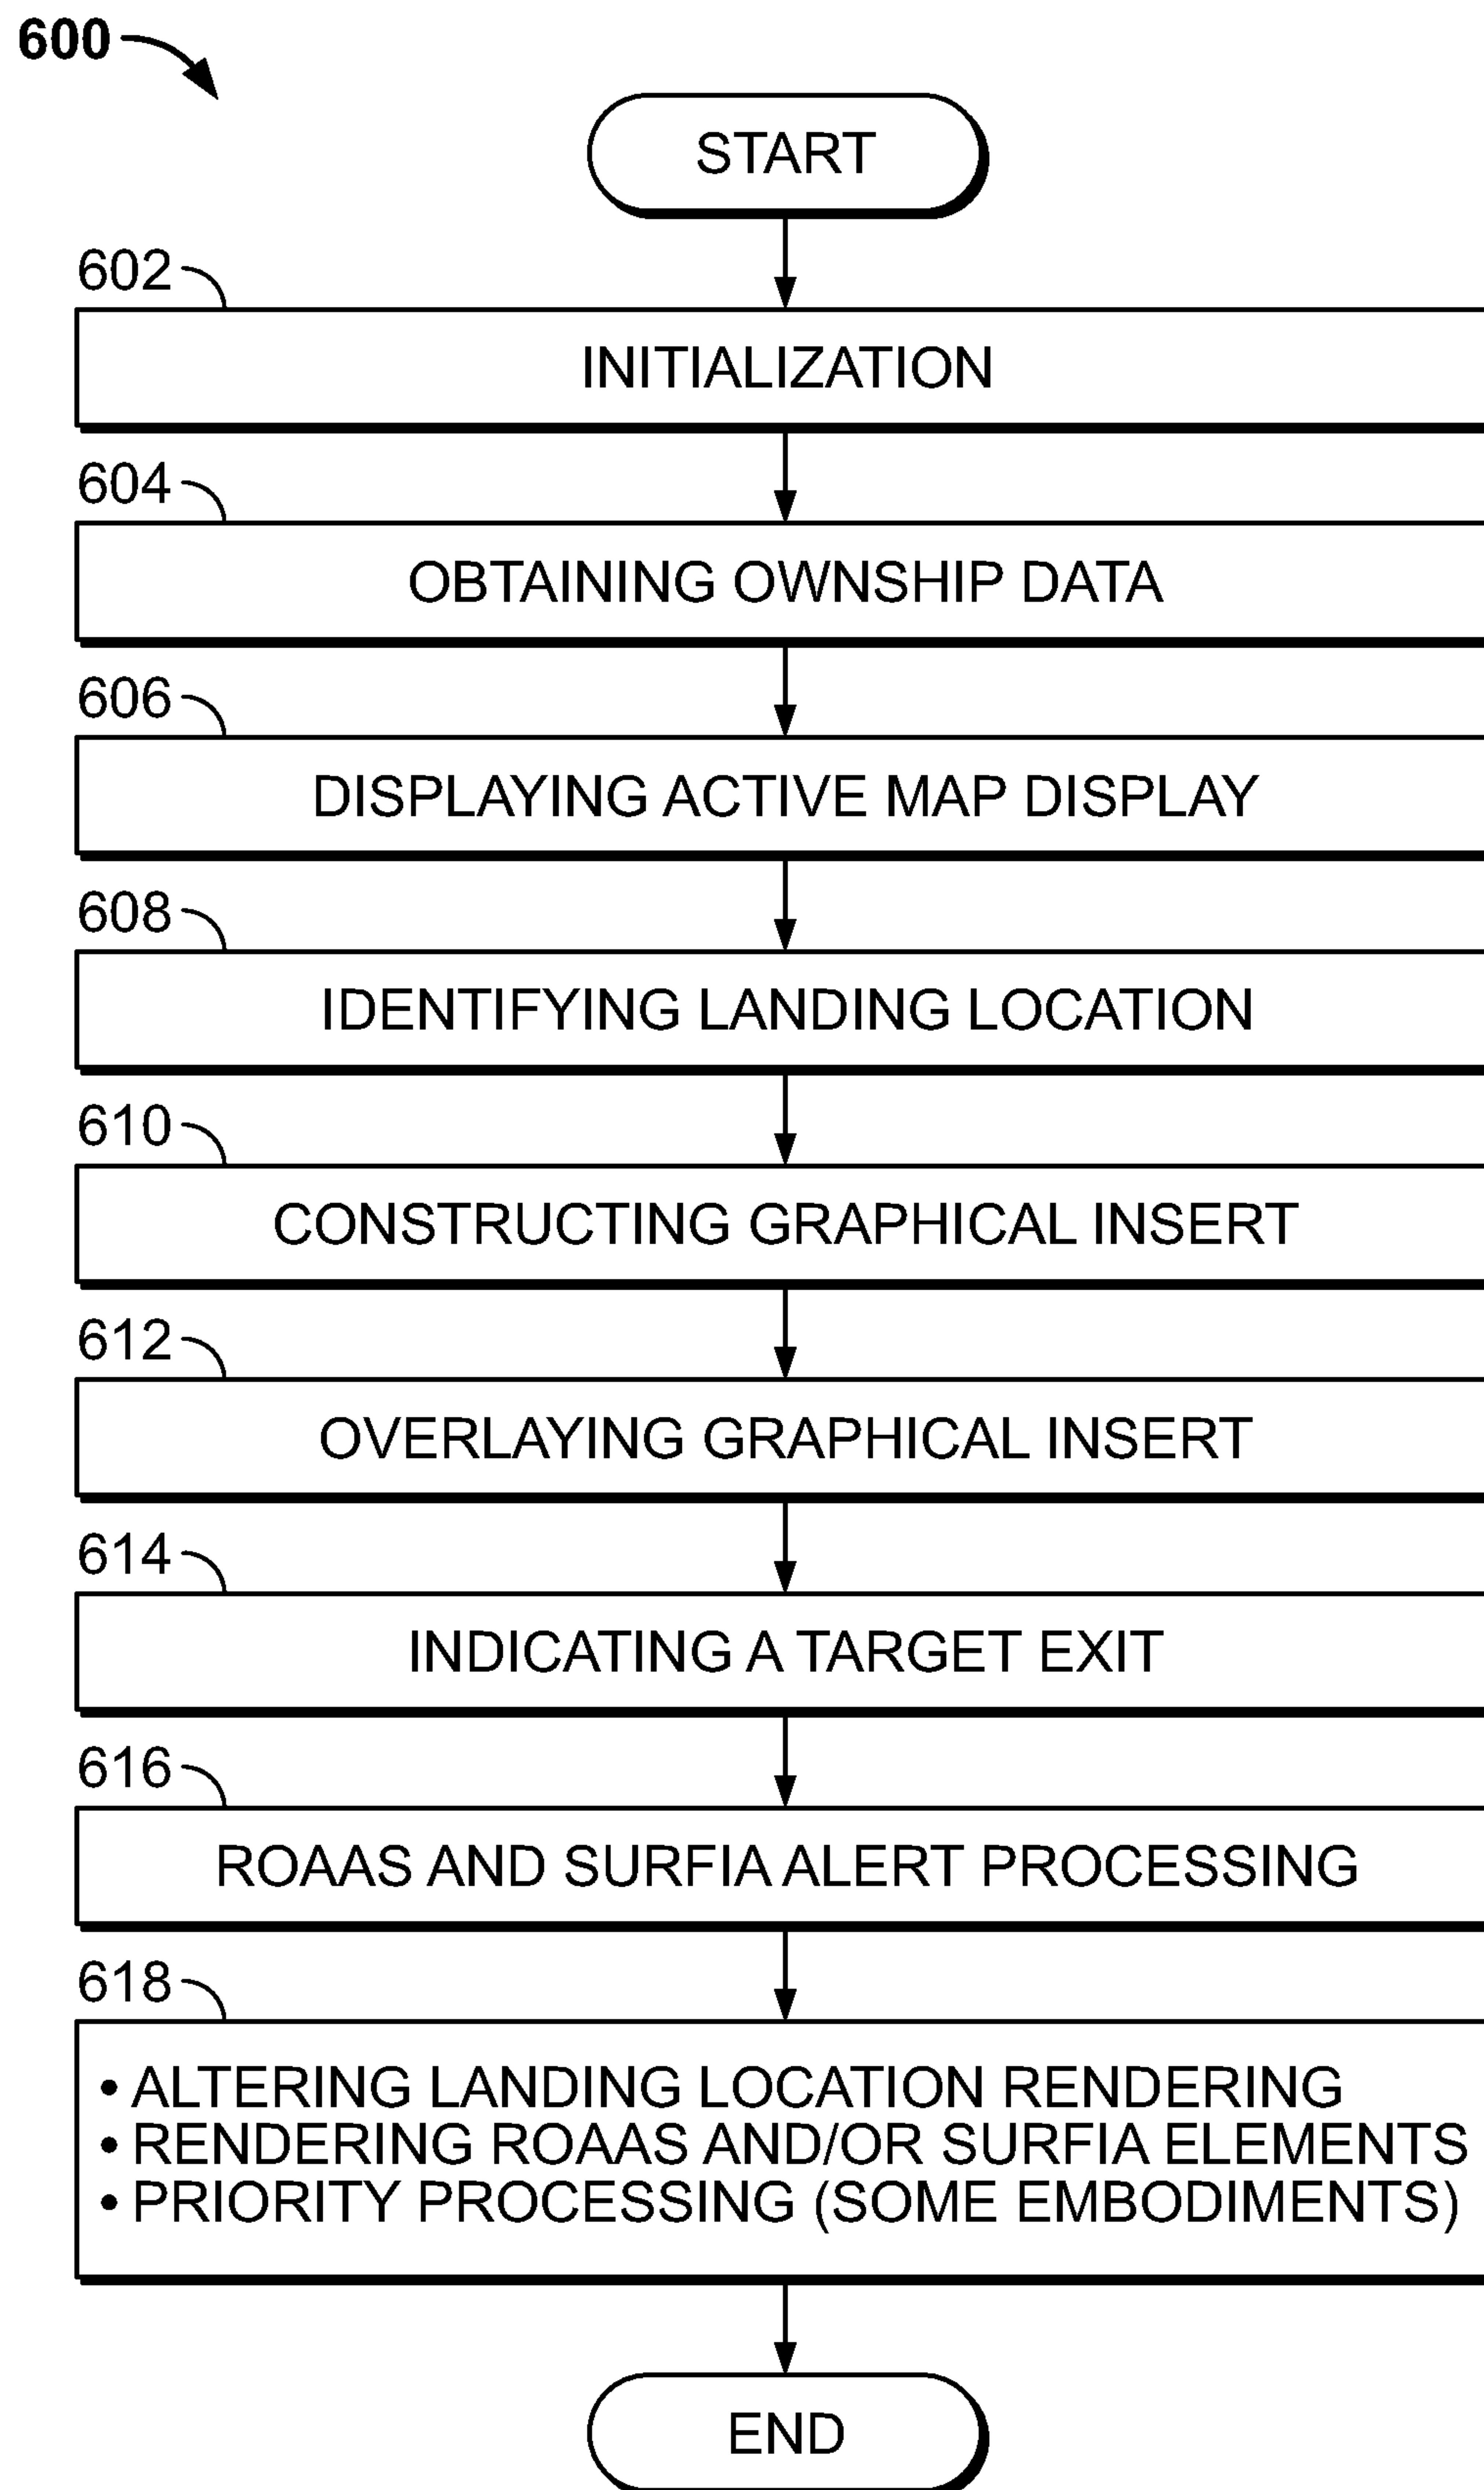 600
START
602
INITIALIZATION
604
OBTAINING OWNSHIP DATA
606
DISPLAYING ACTIVE MAP DISPLAY
608
IDENTIFYING LANDING LOCATION
610
CONSTRUCTING GRAPHICAL INSERT
612
OVERLAYING GRAPHICAL INSERT
614
INDICATING A TARGET EXIT
616
ROAAS AND SURFIA ALERT PROCESSING
618
• ALTERING LANDING LOCATION RENDERING
• RENDERING ROAAS AND/OR SURFIA ELEMENTS
• PRIORITY PROCESSING (SOME EMBODIMENTS)
END